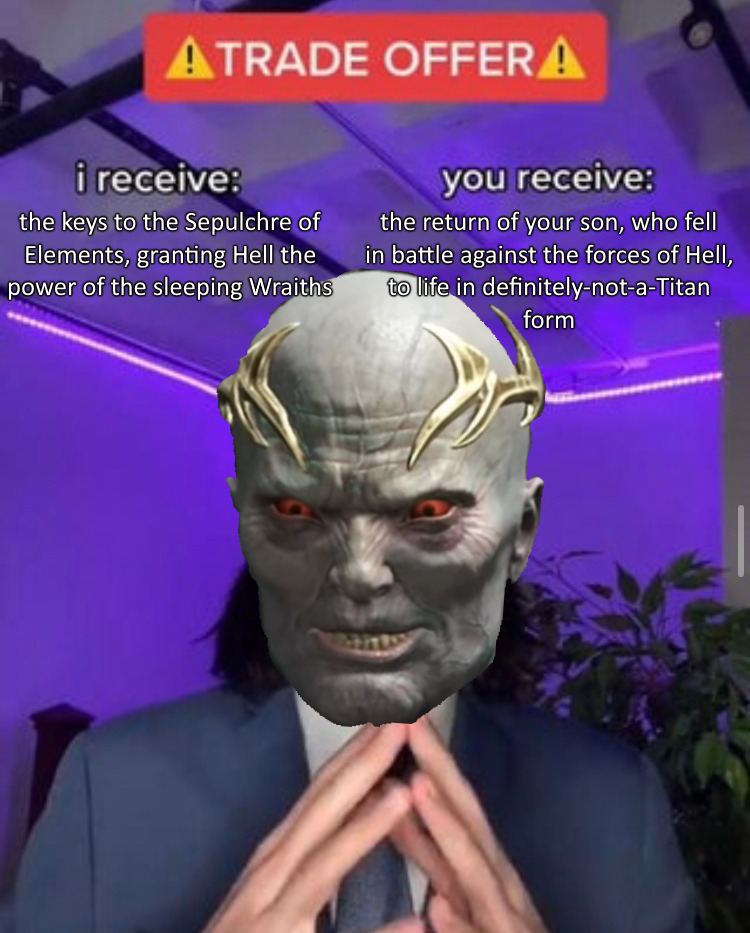 ⚠️TRADE OFFER⚠️
i receive:
the keys to the Sepulchre of
Elements, granting Hell the
power of the sleeping Wraiths
you receive:
the return of your son, who fell
in battle against the forces of Hell,
to life in definitely-not-a-Titan
form